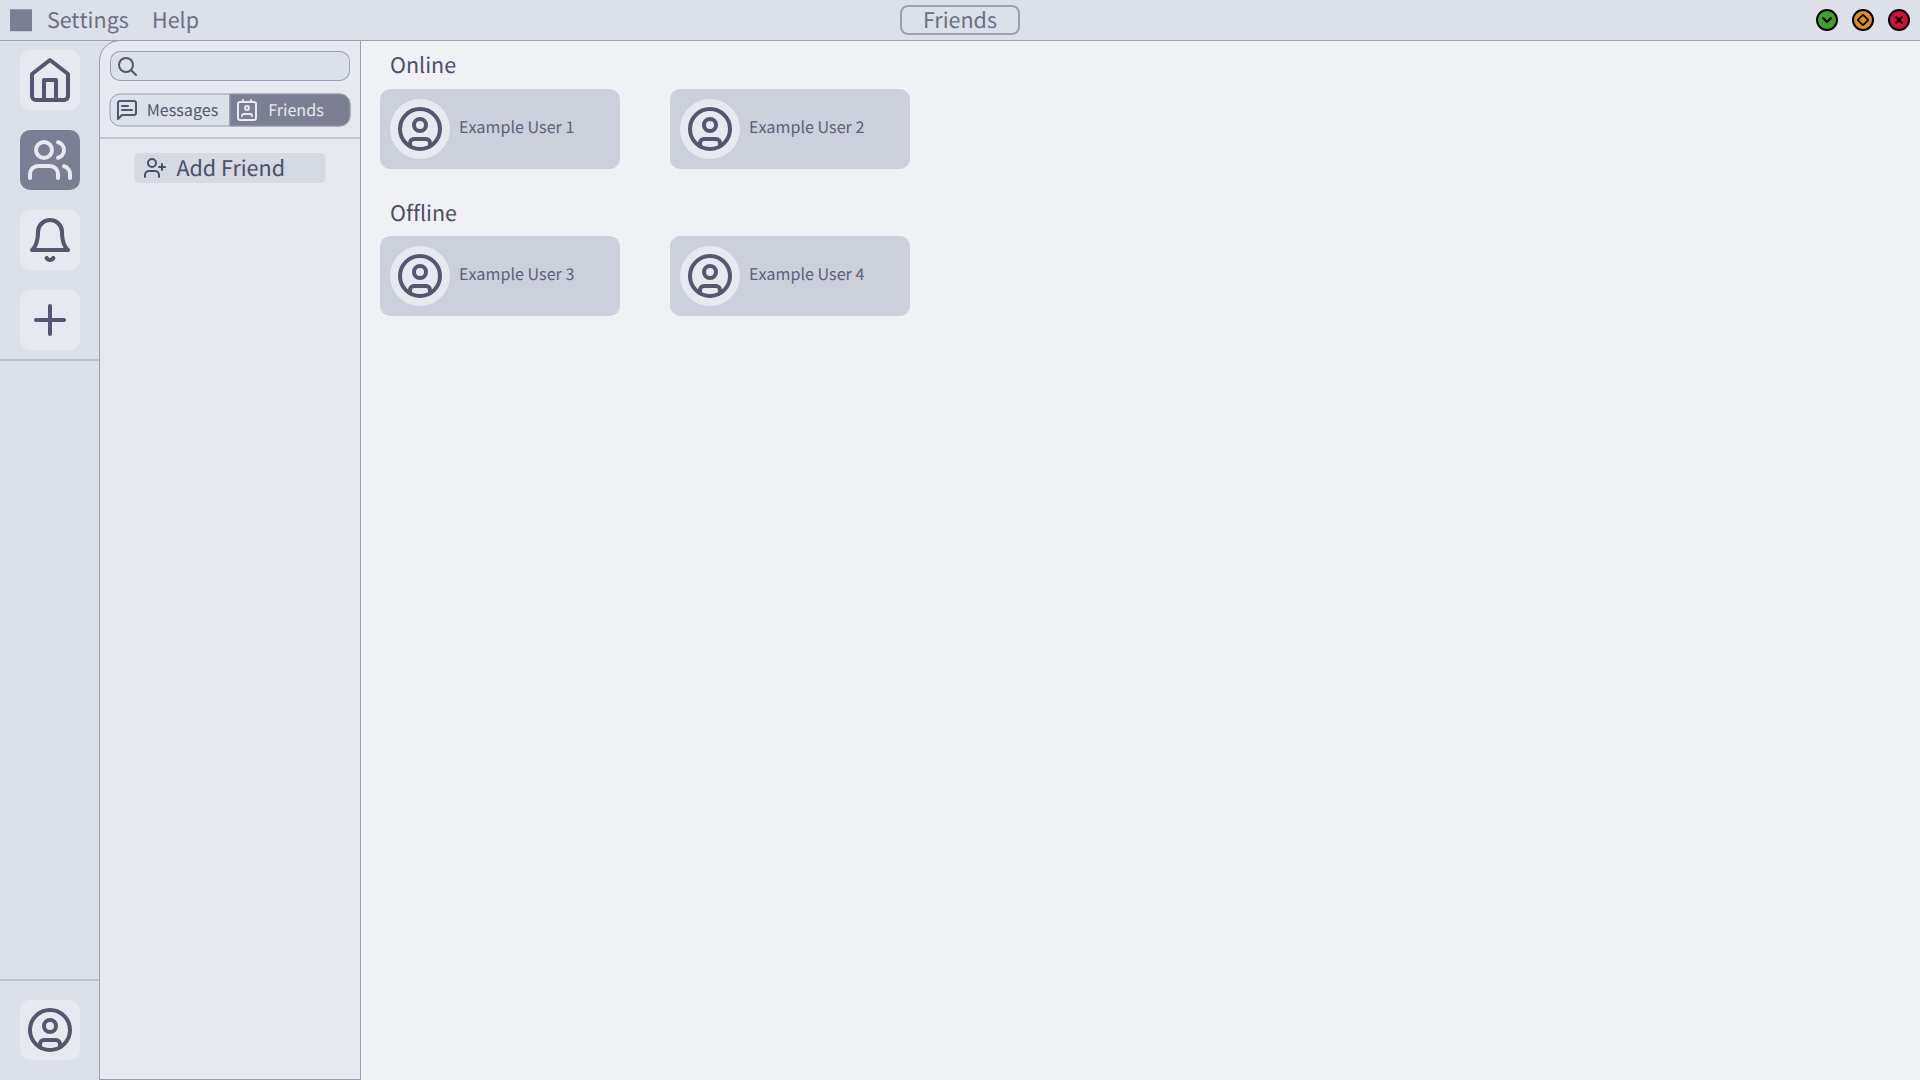 Settings Help Friends
Messages Friends
Add Friend
Online
Example User 1
Example User 2
Offline
Example User 3
Example User 4